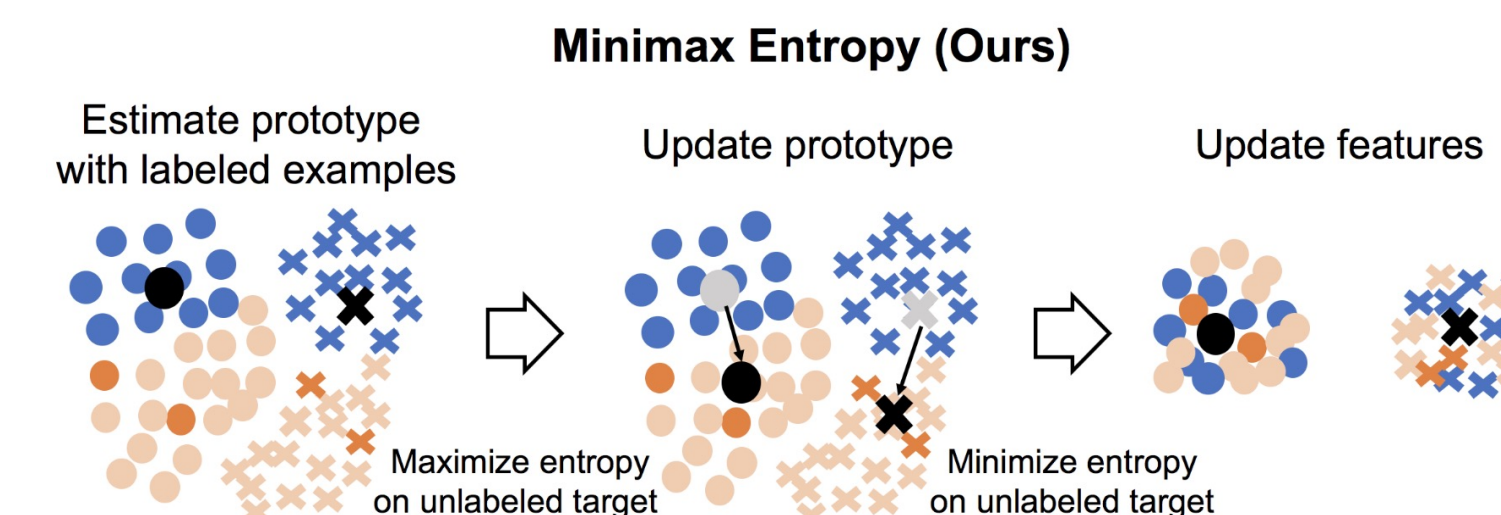 Minimax Entropy (Ours)
Estimate prototype
with labeled examples
Update prototype
Update features
Maximize entropy
on unlabeled target
Minimize entropy
on unlabeled target